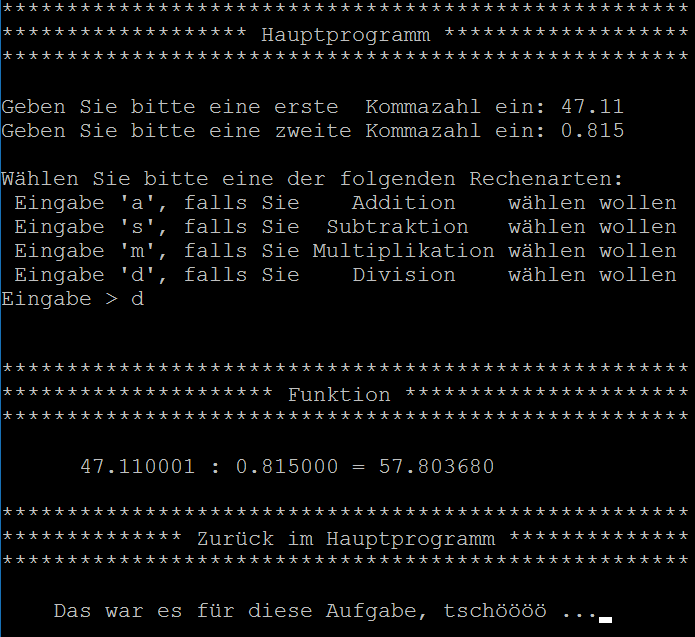 *****************************************************
******************* Hauptprogramm *******************
*****************************************************
Geben Sie bitte eine erste  Kommazahl ein: 47.11
Geben Sie bitte eine zweite Kommazahl ein: 0.815
Wählen Sie bitte eine der folgenden Rechenarten:
 Eingabe 'a', falls Sie    Addition    wählen wollen
 Eingabe 's', falls Sie  Subtraktion   wählen wollen
 Eingabe 'm', falls Sie Multiplikation wählen wollen
 Eingabe 'd', falls Sie    Division    wählen wollen
Eingabe > d
*****************************************************
********************* Funktion **********************
*****************************************************
      47.110001 : 0.815000 = 57.803680
*****************************************************
************** Zurück im Hauptprogramm **************
*****************************************************
    Das war es für diese Aufgabe, tschöööö ...